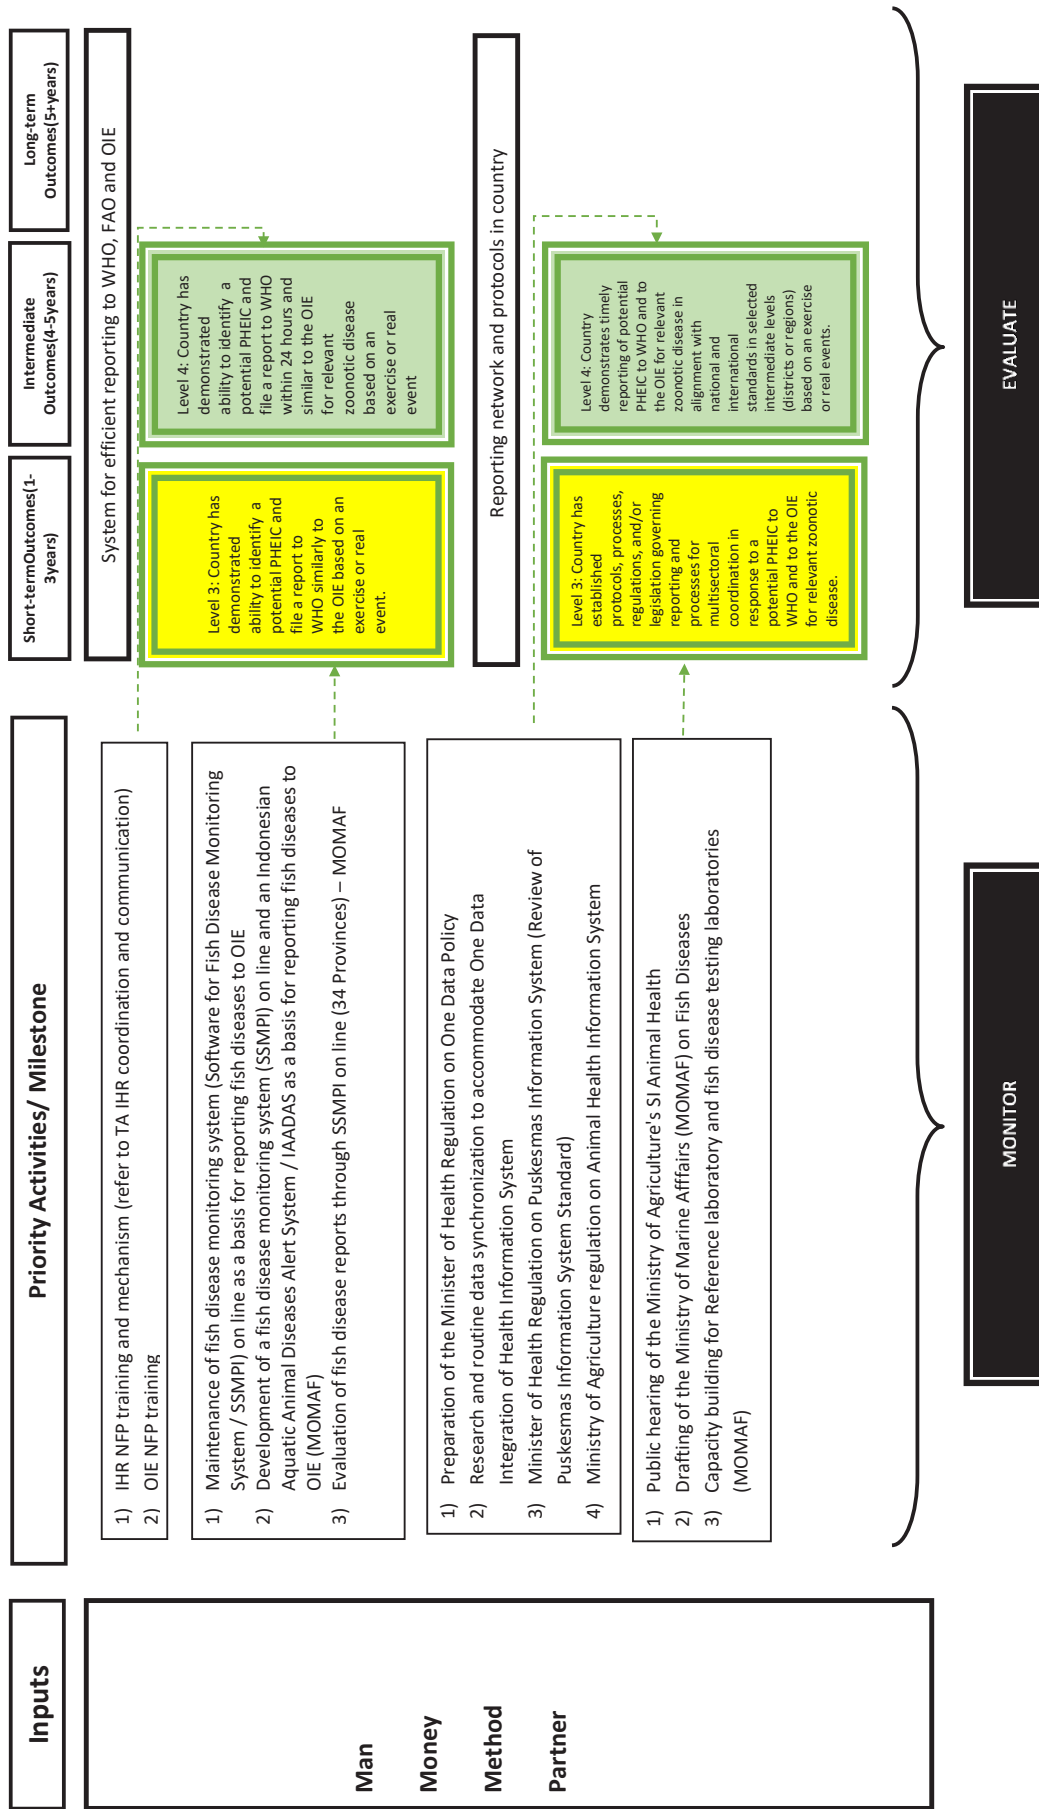 Inputs
Man
Money
Method
Partner
Priority Activities/ Milestone
1) IHR NFP training and mechanism (refer to TA IHR coordination and communication)
2) OIE NFP training
1) Maintenance of fish disease monitoring system (Software for Fish Disease Monitoring
System / SSMPI) on line as a basis for reporting fish diseases to OIE
2) Development of a fish disease monitoring system (SSMPI) on line and an Indonesian
Aquatic Animal Diseases Alert System / IAADAS as a basis for reporting fish diseases to
OIE (MOMAF)
3) Evaluation of fish disease reports through SSMPI on line (34 Provinces) – MOMAF
1) Preparation of the Minister of Health Regulation on One Data Policy
2) Research and routine data synchronization to accommodate One Data
Integration of Health Information System
3) Minister of Health Regulation on Puskesmas Information System (Review of
Puskesmas Information System Standard)
4) Ministry of Agriculture regulation on Animal Health Information System
1) Public hearing of the Ministry of Agriculture's SI Animal Health
2) Drafting of the Ministry of Marine Afffairs (MOMAF) on Fish Diseases
3) Capacity building for Reference laboratory and fish disease testing laboratories
(MOMAF)
MONITOR
Short-termOutcomes(1-
3years)
Intermediate
Outcomes(4-5years)
Long-term
Outcomes(5+years)
System for efficient reporting to WHO, FAO and OIE
Level 3: Country has
demonstrated
ability to identify a
potential PHEIC and
file a report to
WHO similarly to
the OIE based on an
exercise or real
event.
Level 4: Country has
demonstrated
ability to identify a
potential PHEIC and
file a report to WHO
within 24 hours and
similar to the OIE
for relevant
zoonotic disease
based on an
exercise or real
event
Reporting network and protocols in country
Level 3: Country has
established
protocols, processes,
regulations, and/or
legislation governing
reporting and
processes for
multisectoral
coordination in
response to a
potential PHEIC to
WHO and to the OIE
for relevant zoonotic
disease.
Level 4: Country
demonstrates timely
reporting of potential
PHEIC to WHO and to
the OIE for relevant
zoonotic disease in
alignment with
national and
international
standards in selected
intermediate levels
(districts or regions)
based on an exercise
or real events.
EVALUATE